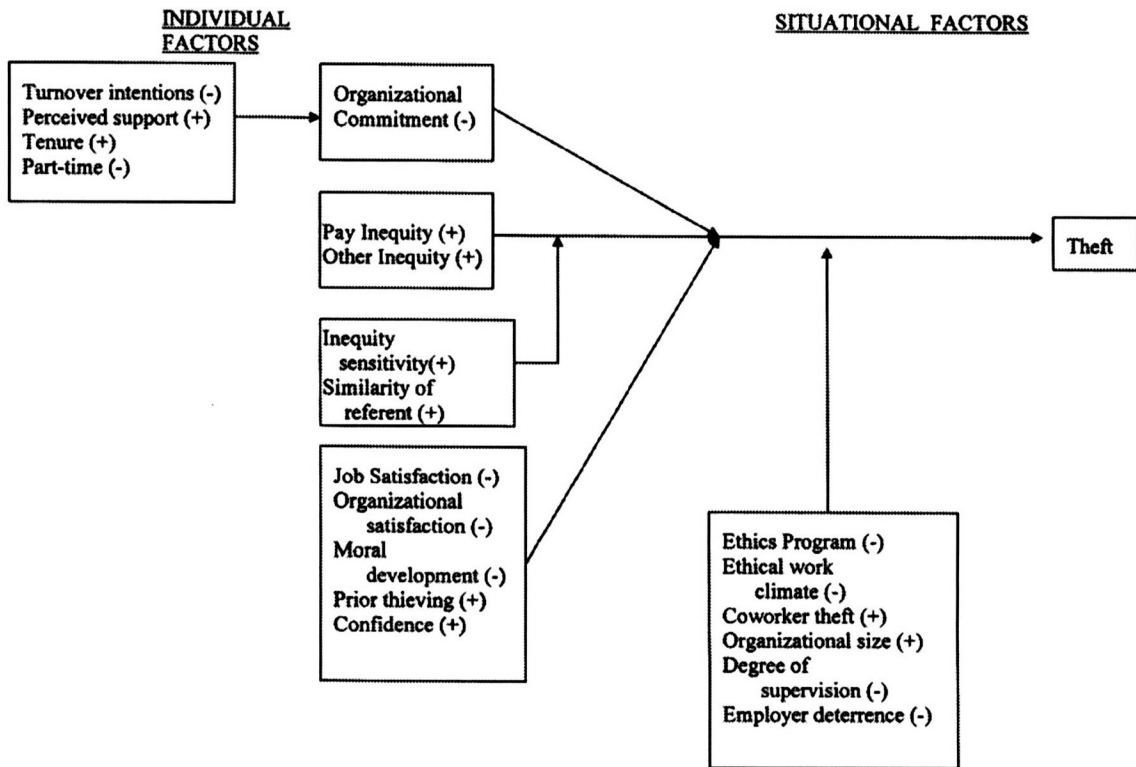 INDIVIDUAL
FACTORS
SITUATIONAL FACTORS
Turnover intentions (-)
Perceived support (+)
Tenure (+)
Part-time (-)
Organizational
Commitment (-)
Pay Inequity (+)
Other Inequity (+)
Theft
Inequity
sensitivity(+)
Similarity of
referent (+)
Job Satisfaction (-)
Organizational
satisfaction (-)
Moral
development (-)
Prior thieving (+)
Confidence (+)
Ethics Program (-)
Ethical work
climate (-)
Coworker theft (+)
Organizational size (+)
Degree of
supervision (-)
Employer deterrence (-)